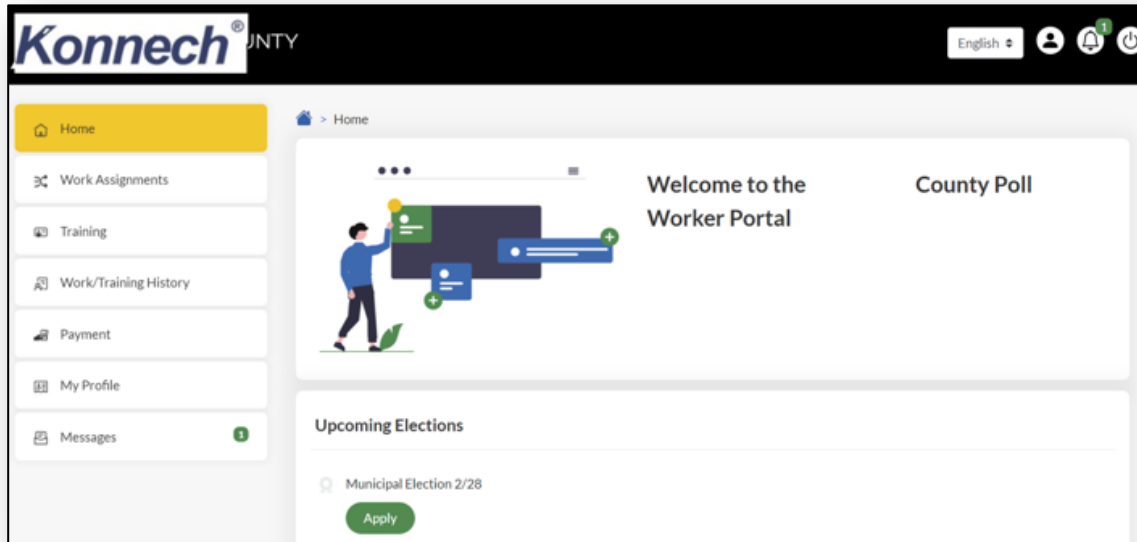 Konnech®
UNTY
English
1
Home
Work Assignments
Training
Work/Training History
Payment
My Profile
Messages 1
> Home
Welcome to the County Poll
Worker Portal
Upcoming Elections
Municipal Election 2/28
Apply